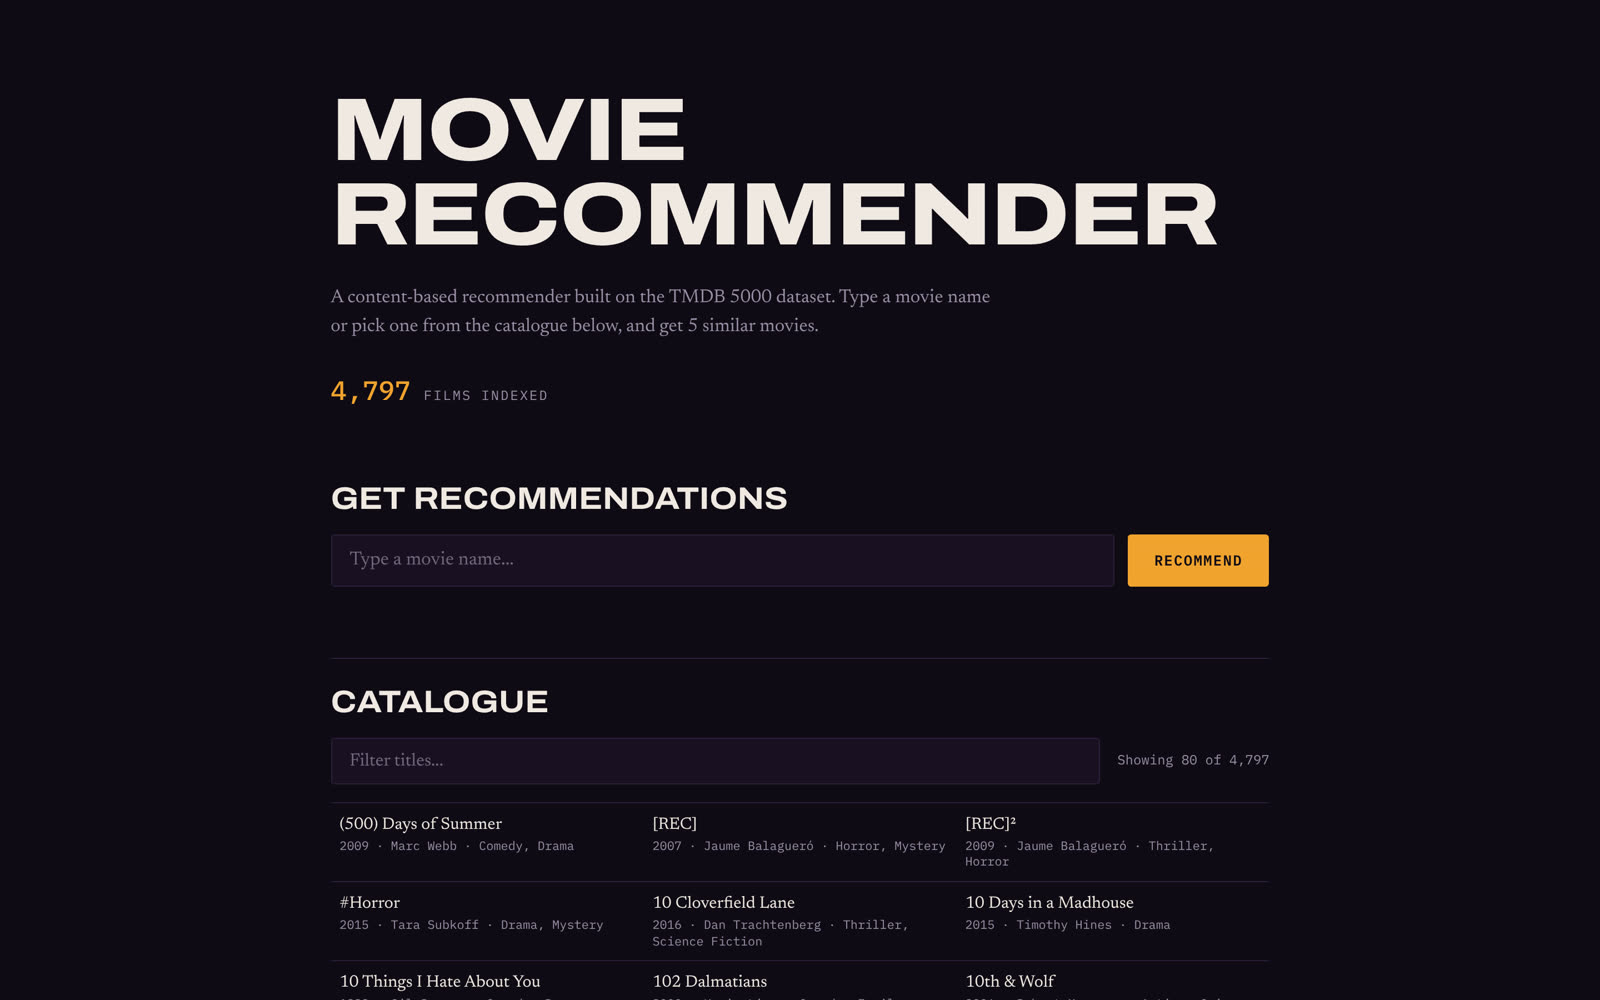 MOVIE
RECOMMENDER
A content-based recommender built on the TMDB 5000 dataset. Type a movie name
or pick one from the catalogue below, and get 5 similar movies.
4,797 FILMS INDEXED
GET RECOMMENDATIONS
Type a movie name...
RECOMMEND
CATALOGUE
Filter titles...
Showing 80 of 4,797
(500) Days of Summer
2009 · Marc Webb · Comedy, Drama
[REC]
2007 · Jaume Balagueró · Horror, Mystery
[REC]²
2009 · Jaume Balagueró · Thriller,
Horror
#Horror
2015 · Tara Subkoff · Drama, Mystery
10 Cloverfield Lane
2016 · Dan Trachtenberg · Thriller,
Science Fiction
10 Days in a Madhouse
2015 · Timothy Hines · Drama
10 Things I Hate About You
102 Dalmatians
10th & Wolf